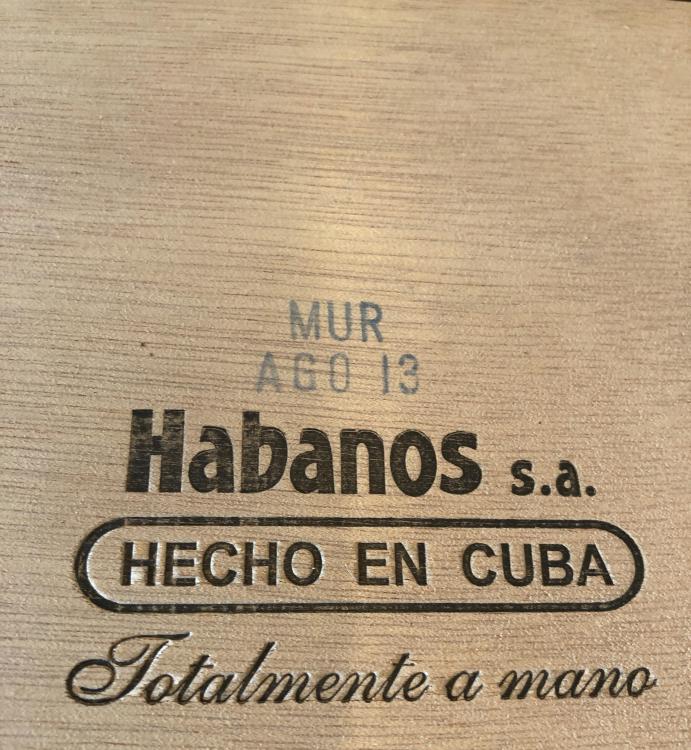 MUR
AGO 13
Habanos s.a.
HECHO EN CUBA
Totalmente a mano